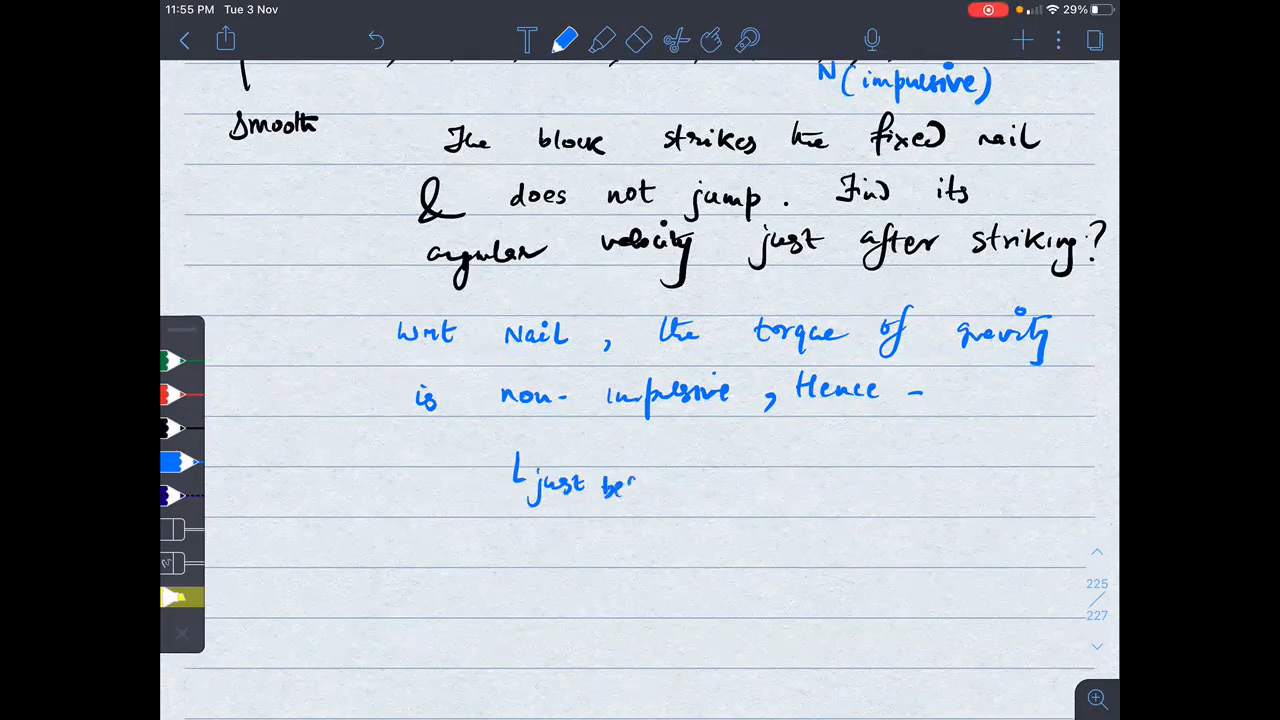 11:55 PM Tue 3 Nov 29%
N (impulsive)
Smooth
The block strikes the fixed nail
& does not jump. Find its
angular velocity just after striking?
Wrt Nail, the torque of gravity
is non-impulsive, Hence -
L just be
225
227